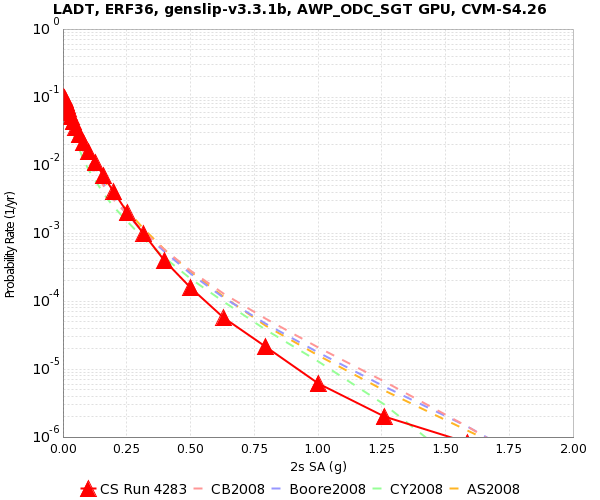 LADT, ERF36, genslip-v3.3.1b, AWP_ODC_SGT GPU, CVM-S4.26
10^0
10^-1
10^-2
10^-3
10^-4
10^-5
10^-6
Probability Rate (1/yr)
0.00 0.25 0.50 0.75 1.00 1.25 1.50 1.75 2.00
2s SA (g)
CS Run 4283 CB2008 Boore2008 CY2008 AS2008